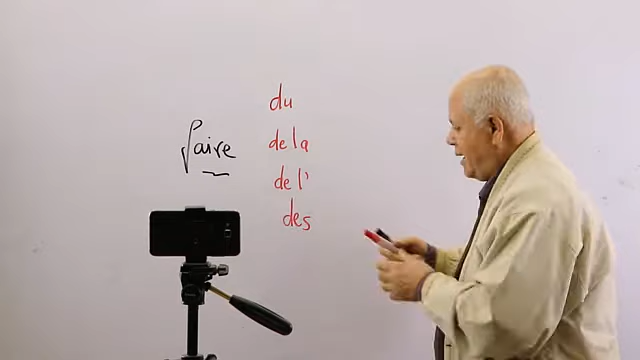 du
faire de la
de l'
des